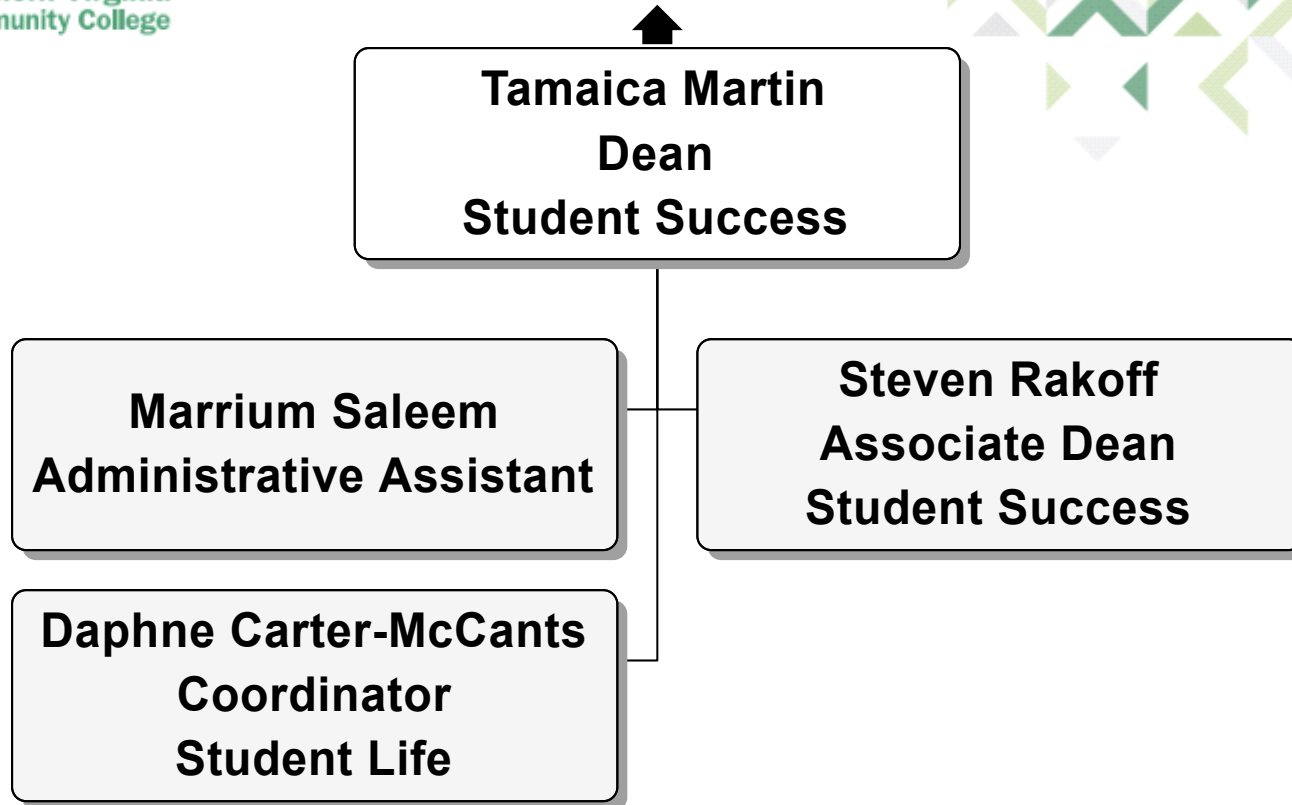 munity College
Tamaica Martin
Dean
Student Success
Marrium Saleem
Administrative Assistant
Steven Rakoff
Associate Dean
Student Success
Daphne Carter-McCants
Coordinator
Student Life